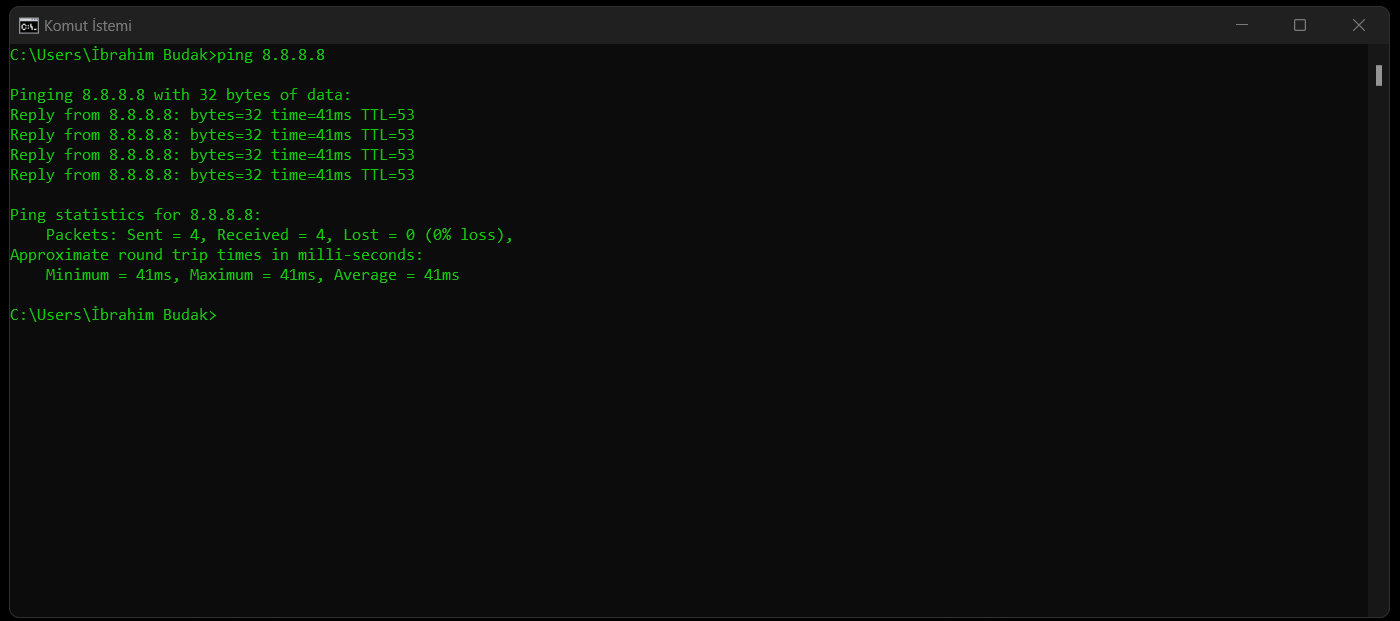 Komut İstemi
C:\Users\İbrahim Budak>ping 8.8.8.8
Pinging 8.8.8.8 with 32 bytes of data:
Reply from 8.8.8.8: bytes=32 time=41ms TTL=53
Reply from 8.8.8.8: bytes=32 time=41ms TTL=53
Reply from 8.8.8.8: bytes=32 time=41ms TTL=53
Reply from 8.8.8.8: bytes=32 time=41ms TTL=53
Ping statistics for 8.8.8.8:
    Packets: Sent = 4, Received = 4, Lost = 0 (0% loss),
Approximate round trip times in milli-seconds:
    Minimum = 41ms, Maximum = 41ms, Average = 41ms
C:\Users\İbrahim Budak>